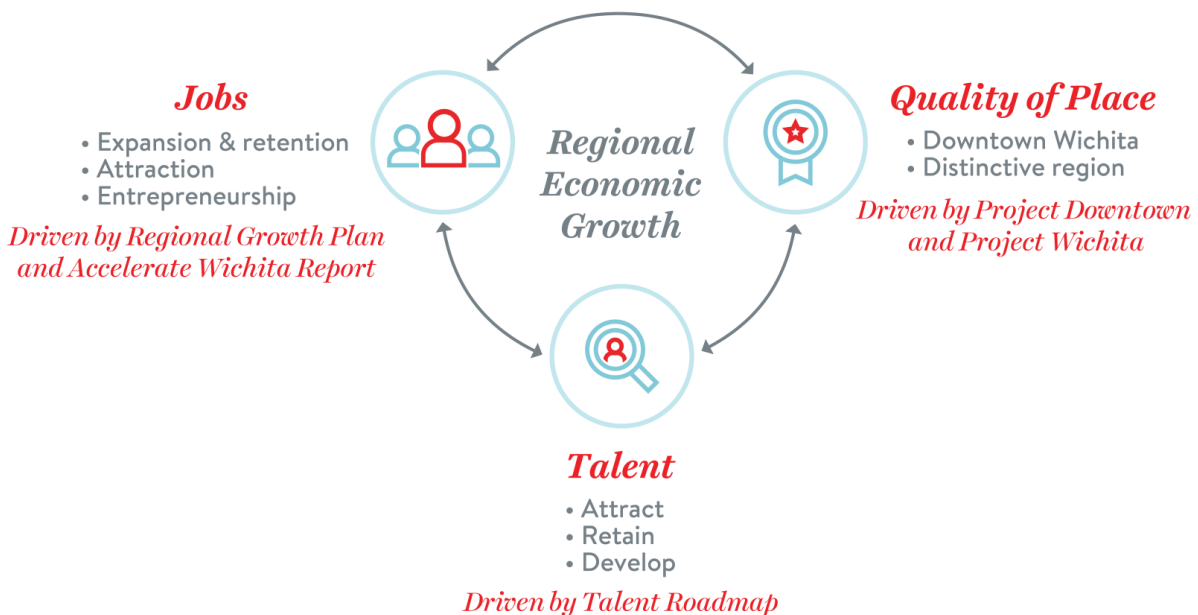 Jobs
• Expansion & retention
• Attraction
• Entrepreneurship
Driven by Regional Growth Plan
and Accelerate Wichita Report
Regional
Economic
Growth
Quality of Place
• Downtown Wichita
• Distinctive region
Driven by Project Downtown
and Project Wichita
Talent
• Attract
• Retain
• Develop
Driven by Talent Roadmap